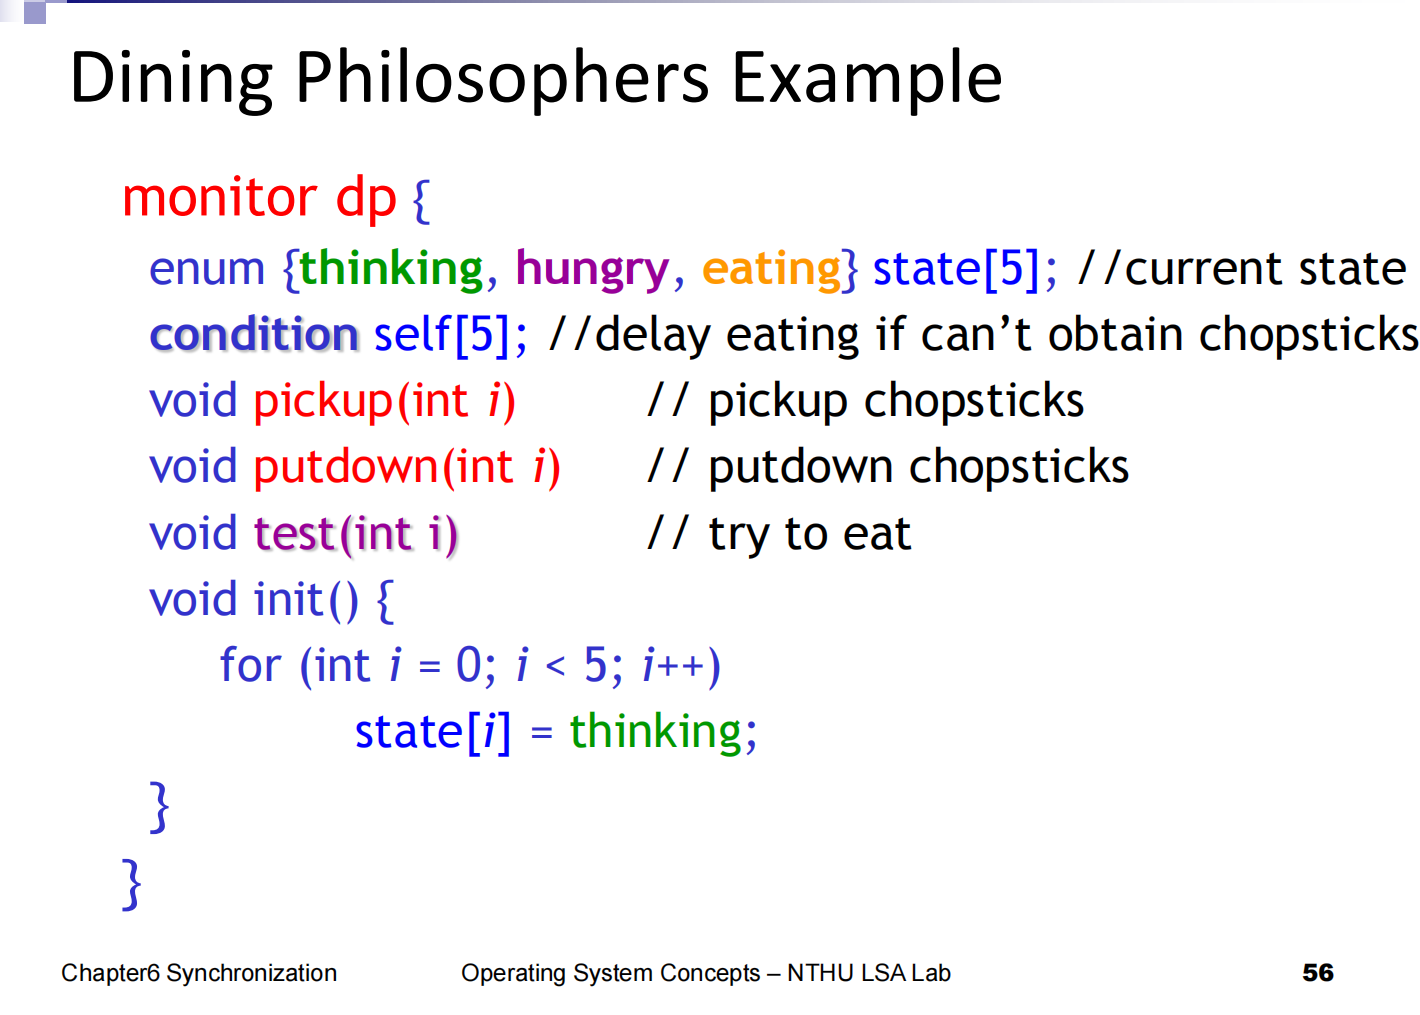 Dining Philosophers Example
monitor dp {
enum {thinking, hungry, eating} state[5]; //current state
condition self[5]; //delay eating if can’t obtain chopsticks
void pickup(int i) // pickup chopsticks
void putdown(int i) // putdown chopsticks
void test(int i) // try to eat
void init() {
for (int i = 0; i < 5; i++)
state[i] = thinking;
}
}
Chapter6 Synchronization Operating System Concepts – NTHU LSA Lab 56